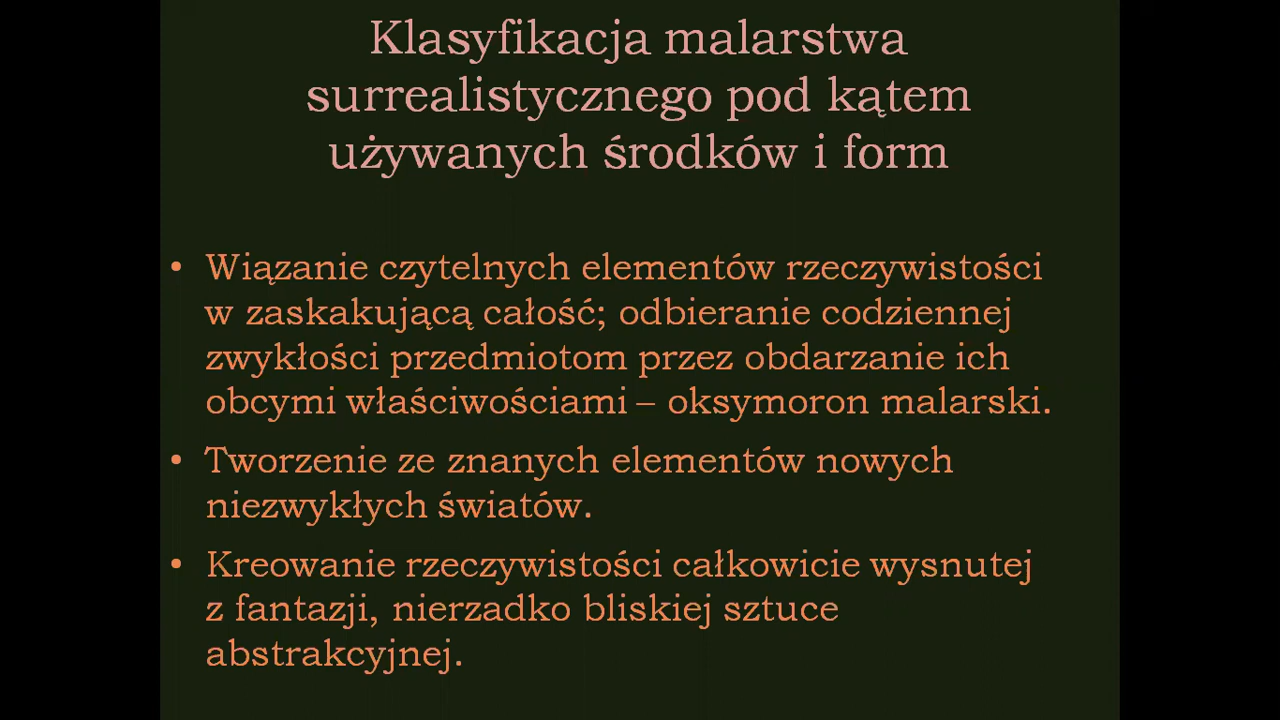 Klasyfikacja malarstwa
surrealistycznego pod kątem
używanych środków i form
• Wiązanie czytelnych elementów rzeczywistości
w zaskakującą całość; odbieranie codziennej
zwykłości przedmiotom przez obdarzanie ich
obcymi właściwościami – oksymoron malarski.
• Tworzenie ze znanych elementów nowych
niezwykłych światów.
• Kreowanie rzeczywistości całkowicie wysnutej
z fantazji, nierzadko bliskiej sztuce
abstrakcyjnej.